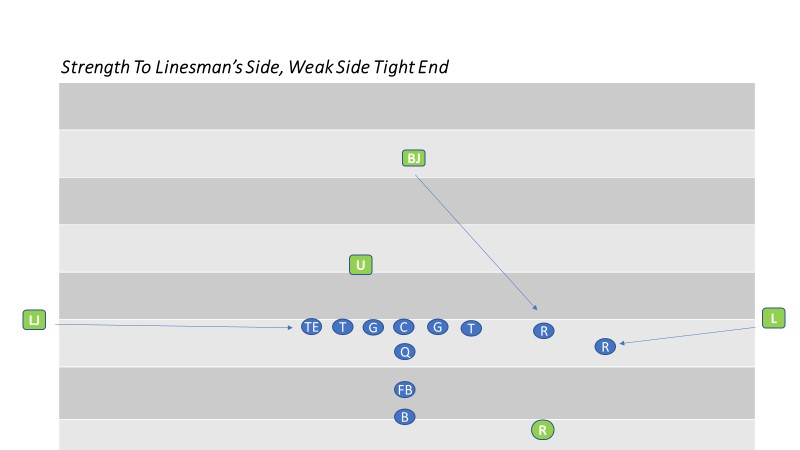 Strength To Linesman's Side, Weak Side Tight End
BJ
U
LJ
L
TE T G C G T R
R
Q
FB
B
R